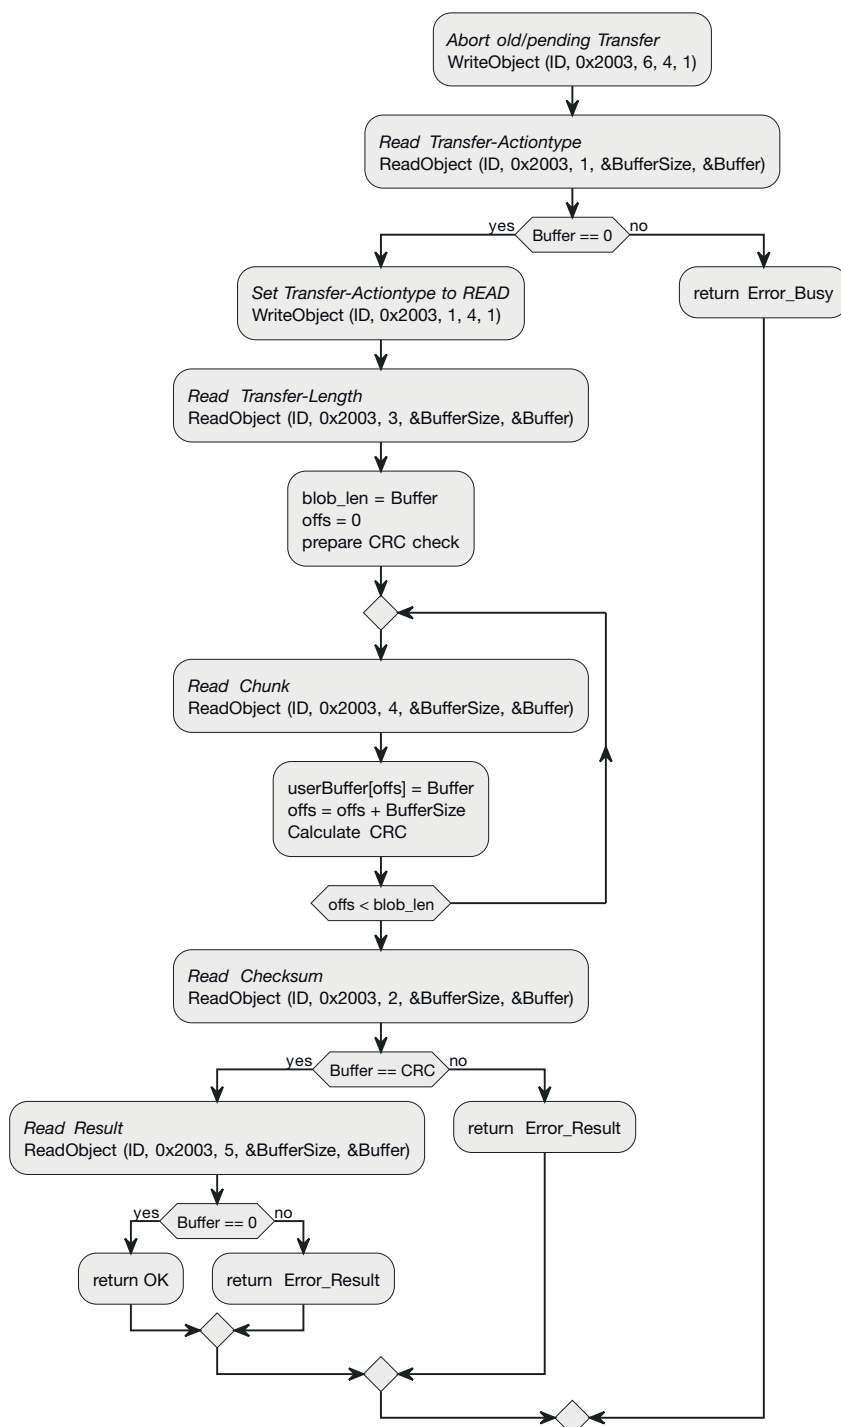 Abort old/pending Transfer
WriteObject (ID, 0x2003, 6, 4, 1)
Read Transfer-Actiontype
ReadObject (ID, 0x2003, 1, &BufferSize, &Buffer)
yes
Buffer == 0
no
Set Transfer-Actiontype to READ
WriteObject (ID, 0x2003, 1, 4, 1)
return Error_Busy
Read Transfer-Length
ReadObject (ID, 0x2003, 3, &BufferSize, &Buffer)
blob_len = Buffer
offs = 0
prepare CRC check
Read Chunk
ReadObject (ID, 0x2003, 4, &BufferSize, &Buffer)
userBuffer[offs] = Buffer
offs = offs + BufferSize
Calculate CRC
offs < blob_len
Read Checksum
ReadObject (ID, 0x2003, 2, &BufferSize, &Buffer)
yes
Buffer == CRC
no
Read Result
ReadObject (ID, 0x2003, 5, &BufferSize, &Buffer)
return Error_Result
yes
Buffer == 0
no
return OK
return Error_Result